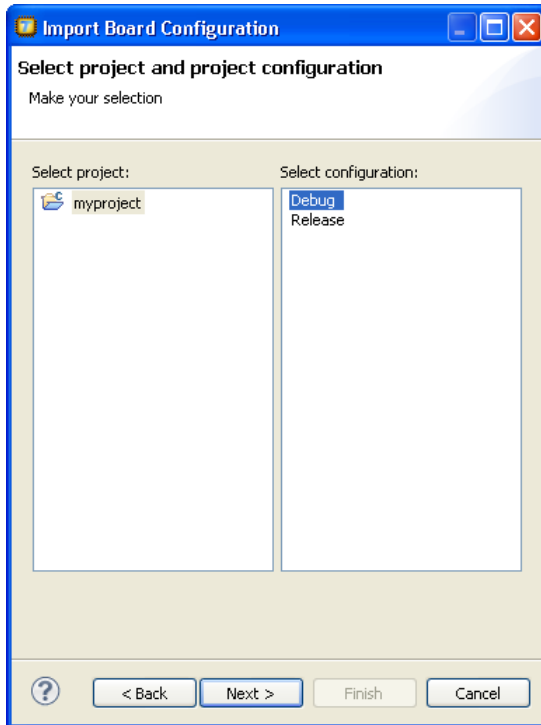 Import Board Configuration
Select project and project configuration
Make your selection
Select project:
Select configuration:
myproject
Debug
Release
?
< Back
Next >
Finish
Cancel